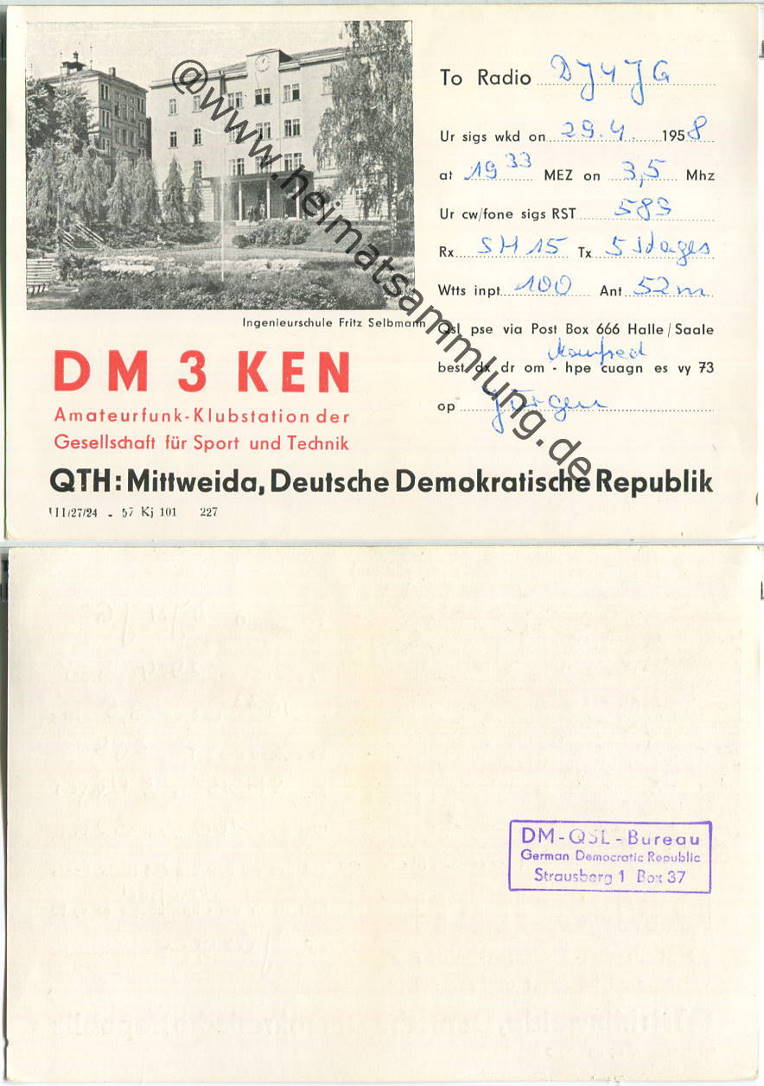 To Radio DJ4JG
Ur sigs wkd on 29.4. 1958
at 19 33 MEZ on 3,5 Mhz
Ur cw/fone sigs RST 589
Rx SH 15 Tx 5 Stages
Wtts inpt 100 Ant 52m
Ingenieurschule Fritz Selbmann
Qsl pse via Post Box 666 Halle/Saale
Manfred
best dx dr om - hpe cuagn es vy 73
op Jürgen
DM 3 KEN
Amateurfunk-Klubstation der
Gesellschaft für Sport und Technik
QTH: Mittweida, Deutsche Demokratische Republik
III/27/24 - 57 Kj 101 227
@www.heimatsammlung.de
DM-QSL-Bureau
German Democratic Republic
Strausberg 1 Box 37